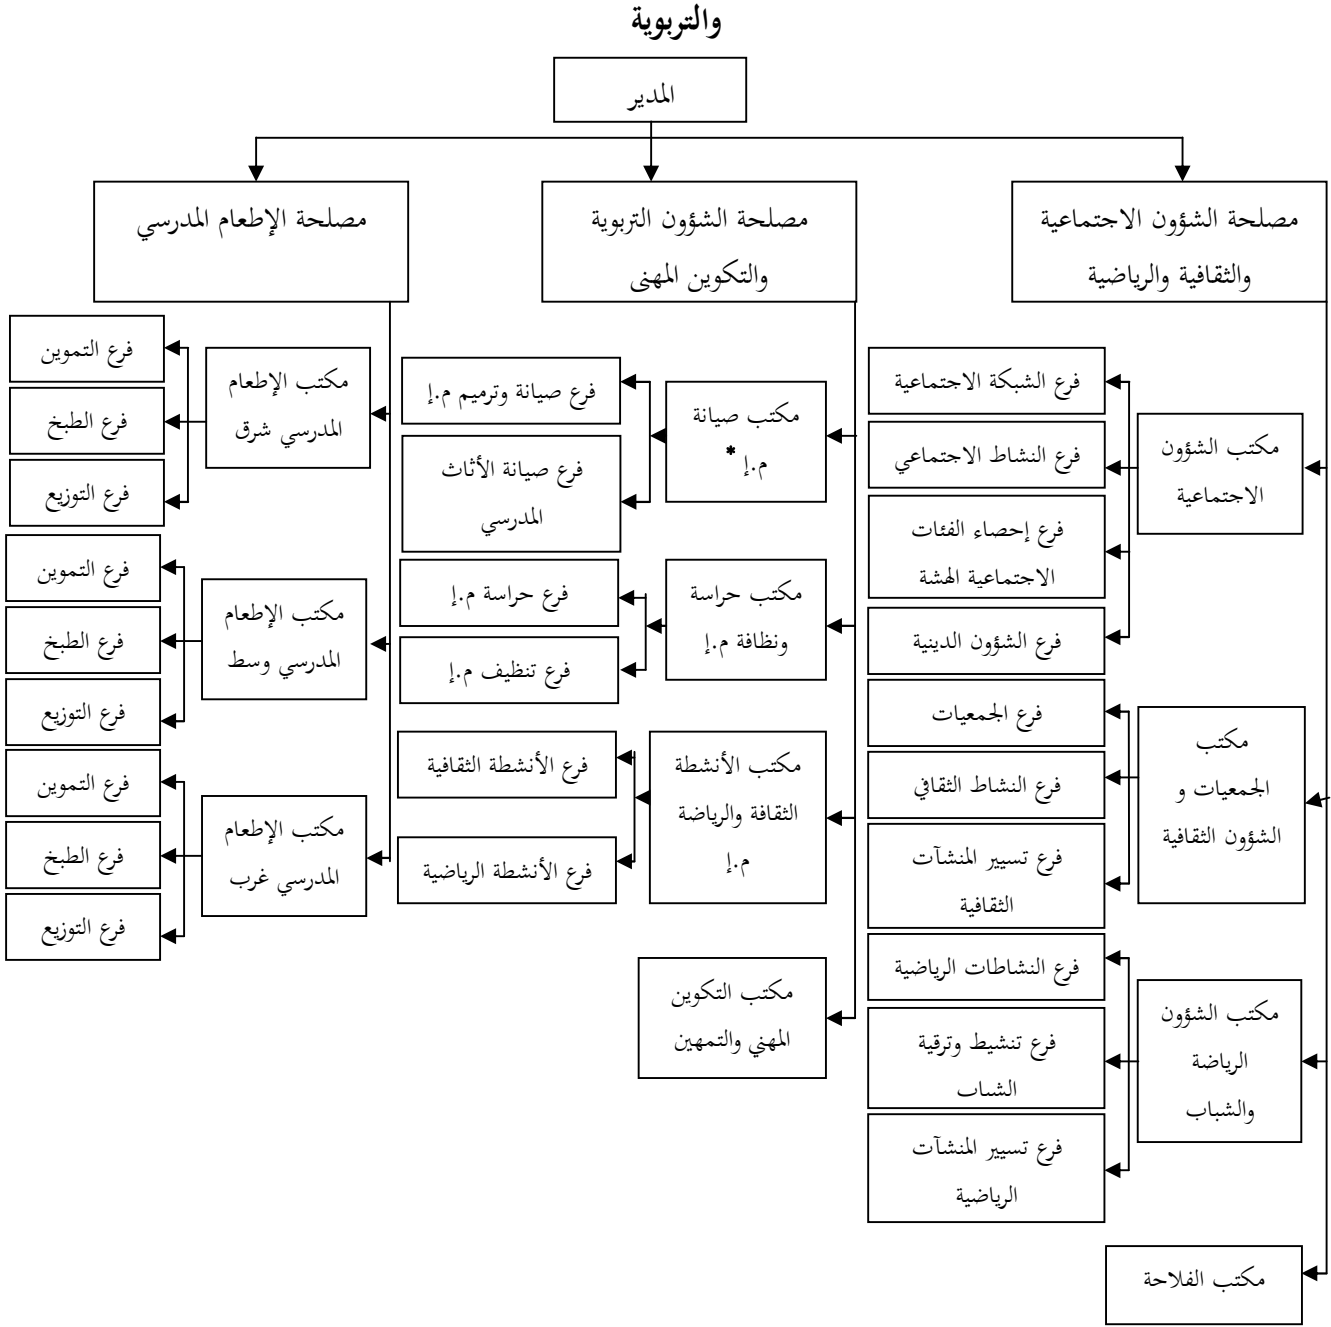 والتربوية
المدير
مصلحة الشؤون الاجتماعية
والثقافية والرياضية
مصلحة الشؤون التربوية
والتكوين المهنى
مصلحة الإطعام المدرسي
مكتب الشؤون
الاجتماعية
فرع الشبكة الاجتماعية
فرع النشاط الاجتماعي
فرع إحصاء الفئات
الاجتماعية الهشة
فرع الشؤون الدينية
مكتب
الجمعيات و
الشؤون الثقافية
فرع الجمعيات
فرع النشاط الثقافي
فرع تسيير المنشآت
الثقافية
مكتب الشؤون
الرياضة
والشباب
فرع النشاطات الرياضية
فرع تنشيط وترقية
الشباب
فرع تسيير المنشآت
الرياضية
مكتب الفلاحة
مكتب صيانة
م.إ *
فرع صيانة وترميم م.إ
فرع صيانة الأثاث
المدرسي
مكتب حراسة
ونظافة م.إ
فرع حراسة م.إ
فرع تنظيف م.إ
مكتب الأنشطة
الثقافة والرياضة
م.إ
فرع الأنشطة الثقافية
فرع الأنشطة الرياضية
مكتب التكوين
المهني والتمهين
مكتب الإطعام
المدرسي شرق
فرع التموين
فرع الطبخ
فرع التوزيع
مكتب الإطعام
المدرسي وسط
فرع التموين
فرع الطبخ
فرع التوزيع
مكتب الإطعام
المدرسي غرب
فرع التموين
فرع الطبخ
فرع التوزيع